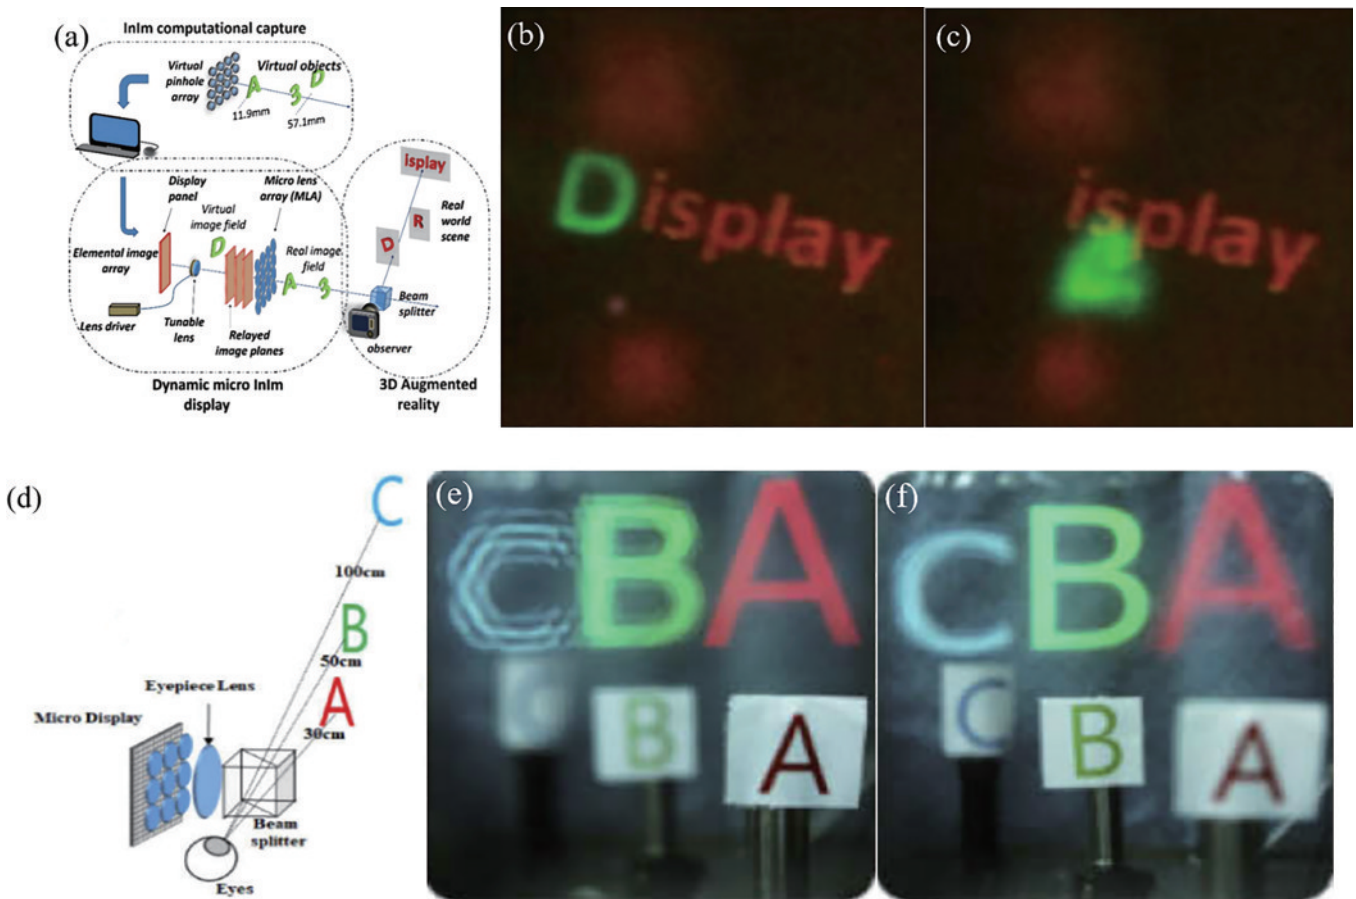 (a)
InIm computational capture
Virtual
pinhole
array
Virtual objects
A
3
D
11.9mm
57.1mm
Display
panel
Micro lens
array (MLA)
Virtual
image field
D
Elemental image
array
Real image
field
A
3
Lens driver
Tunable
lens
Relayed
image planes
Dynamic micro InIm
display
isplay
R
D
Real
world
scene
Beam
splitter
observer
3D Augmented
reality
(b)
Display
(c)
isplay
(d)
C
100cm
B
50cm
A
30cm
Eyepiece Lens
Micro Display
Beam
splitter
Eyes
(e)
C B A
C B A
(f)
C B A
C B A